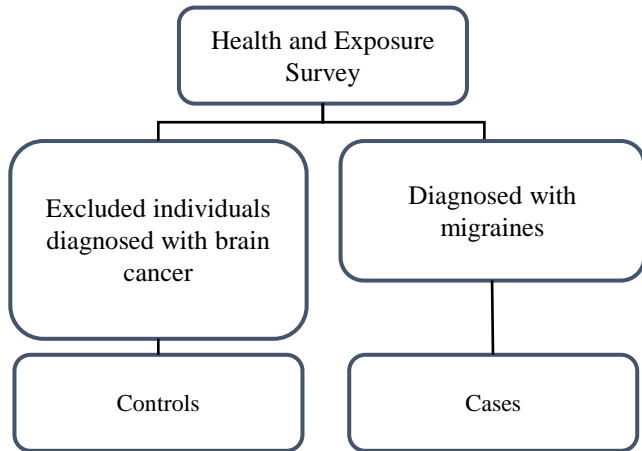 Health and Exposure
Survey
Excluded individuals
diagnosed with brain
cancer
Diagnosed with
migraines
Controls
Cases